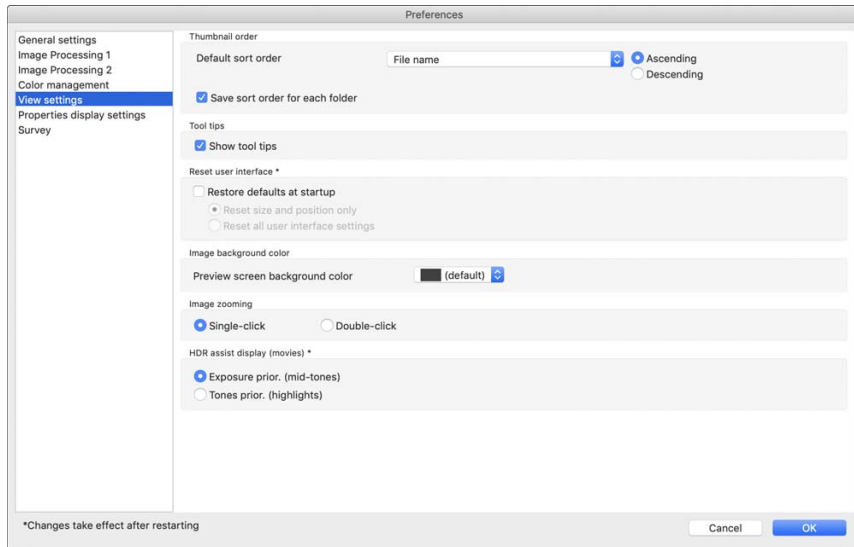 Preferences
General settings
Image Processing 1
Image Processing 2
Color management
View settings
Properties display settings
Survey
Thumbnail order
Default sort order
File name
Ascending
Descending
Save sort order for each folder
Tool tips
Show tool tips
Reset user interface *
Restore defaults at startup
Reset size and position only
Reset all user interface settings
Image background color
Preview screen background color
(default)
Image zooming
Single-click
Double-click
HDR assist display (movies) *
Exposure prior. (mid-tones)
Tones prior. (highlights)
*Changes take effect after restarting
Cancel
OK